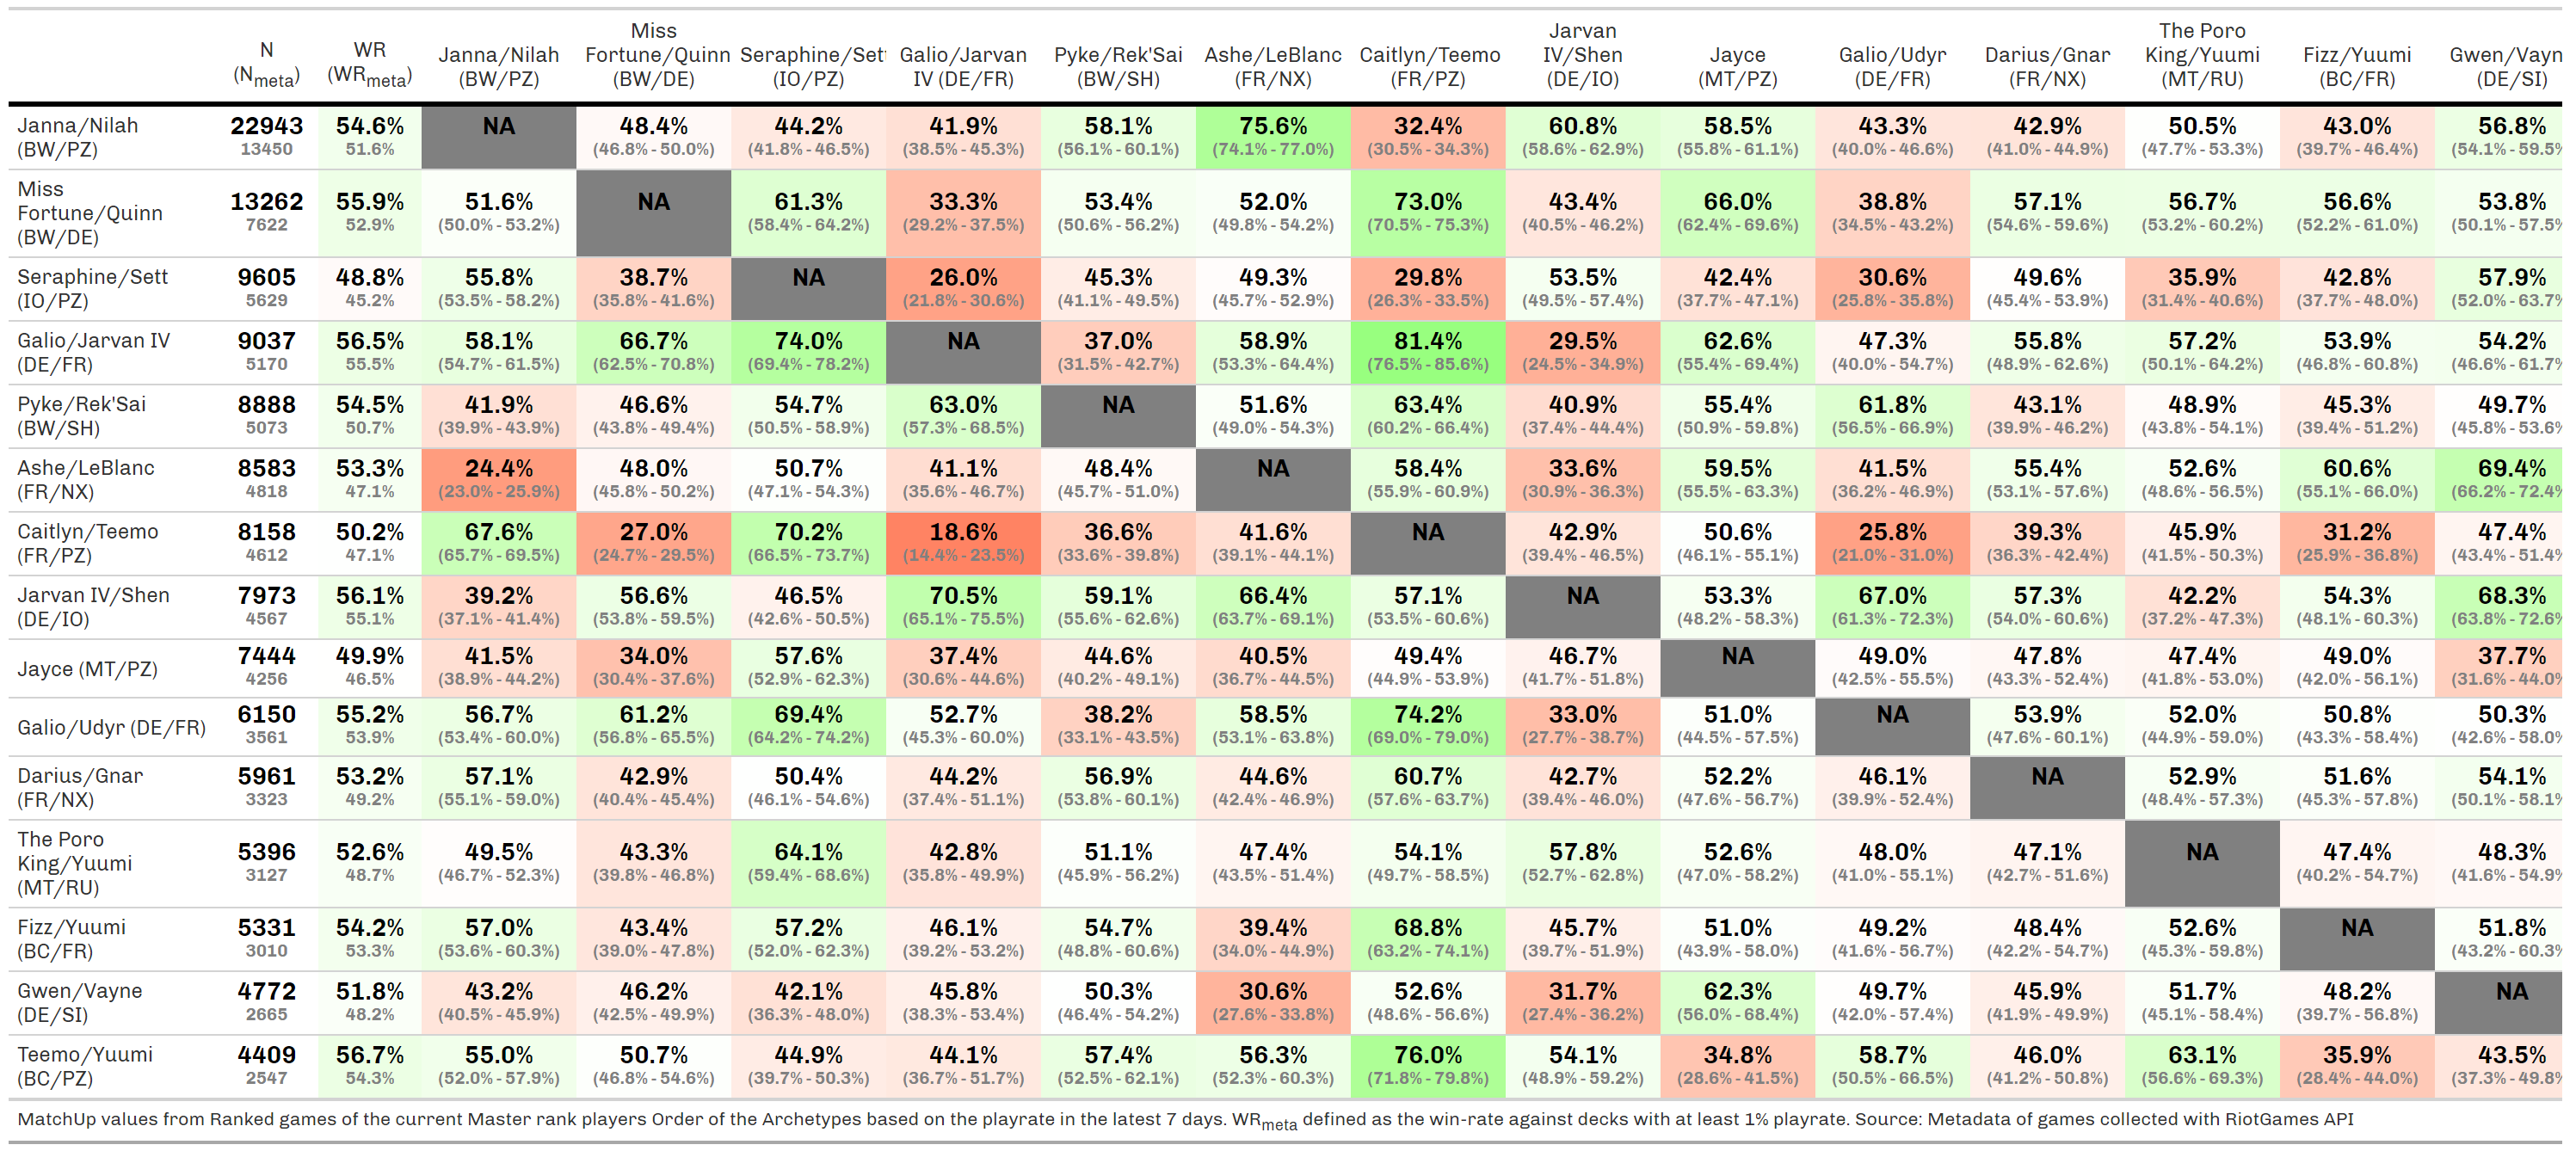 N (Nmeta) WR (WRmeta) Janna/Nilah (BW/PZ) Miss Fortune/Quinn (BW/DE) Seraphine/Sett (IO/PZ) Galio/Jarvan IV (DE/FR) Pyke/Rek'Sai (BW/SH) Ashe/LeBlanc (FR/NX) Caitlyn/Teemo (FR/PZ) Jarvan IV/Shen (DE/IO) Jayce (MT/PZ) Galio/Udyr (DE/FR) Darius/Gnar (FR/NX) The Poro King/Yuumi (MT/RU) Fizz/Yuumi (BC/FR) Gwen/Vayn (DE/SI)
Janna/Nilah 22943 54.6% NA 48.4% 44.2% 41.9% 58.1% 75.6% 32.4% 60.8% 58.5% 43.3% 42.9% 50.5% 43.0% 56.8%
(BW/PZ) 13450 51.6% (46.8% - 50.0%) (41.8% - 46.5%) (38.5% - 45.3%) (56.1% - 60.1%) (74.1% - 77.0%) (30.5% - 34.3%) (58.6% - 62.9%) (55.8% - 61.1%) (40.0% - 46.6%) (41.0% - 44.9%) (47.7% - 53.3%) (39.7% - 46.4%) (54.1% - 59.5%
Miss Fortune/Quinn 13262 55.9% 51.6% NA 61.3% 33.3% 53.4% 52.0% 73.0% 43.4% 66.0% 38.8% 57.1% 56.7% 56.6% 53.8%
(BW/DE) 7622 52.9% (50.0% - 53.2%) (58.4% - 64.2%) (29.2% - 37.5%) (50.6% - 56.2%) (49.8% - 54.2%) (70.5% - 75.3%) (40.5% - 46.2%) (62.4% - 69.6%) (34.5% - 43.2%) (54.6% - 59.6%) (53.2% - 60.2%) (52.2% - 61.0%) (50.1% - 57.5%
Seraphine/Sett 9605 48.8% 55.8% 38.7% NA 26.0% 45.3% 49.3% 29.8% 53.5% 42.4% 30.6% 49.6% 35.9% 42.8% 57.9%
(IO/PZ) 5629 45.2% (53.5% - 58.2%) (35.8% - 41.6%) (21.8% - 30.6%) (41.1% - 49.5%) (45.7% - 52.9%) (26.3% - 33.5%) (49.5% - 57.4%) (37.7% - 47.1%) (25.8% - 35.8%) (45.4% - 53.9%) (31.4% - 40.6%) (37.7% - 48.0%) (52.0% - 63.7%
Galio/Jarvan IV 9037 56.5% 58.1% 66.7% 74.0% NA 37.0% 58.9% 81.4% 29.5% 62.6% 47.3% 55.8% 57.2% 53.9% 54.2%
(DE/FR) 5170 55.5% (54.7% - 61.5%) (62.5% - 70.8%) (69.4% - 78.2%) (31.5% - 42.7%) (53.3% - 64.4%) (76.5% - 85.6%) (24.5% - 34.9%) (55.4% - 69.4%) (40.0% - 54.7%) (48.9% - 62.6%) (50.1% - 64.2%) (46.8% - 60.8%) (46.6% - 61.7%
Pyke/Rek'Sai 8888 54.5% 41.9% 46.6% 54.7% 63.0% NA 51.6% 63.4% 40.9% 55.4% 61.8% 43.1% 48.9% 45.3% 49.7%
(BW/SH) 5073 50.7% (39.9% - 43.9%) (43.8% - 49.4%) (50.5% - 58.9%) (57.3% - 68.5%) (49.0% - 54.3%) (60.2% - 66.4%) (37.4% - 44.4%) (50.9% - 59.8%) (56.5% - 66.9%) (39.9% - 46.2%) (43.8% - 54.1%) (39.4% - 51.2%) (45.8% - 53.6%
Ashe/LeBlanc 8583 53.3% 24.4% 48.0% 50.7% 41.1% 48.4% NA 58.4% 33.6% 59.5% 41.5% 55.4% 52.6% 60.6% 69.4%
(FR/NX) 4818 47.1% (23.0% - 25.9%) (45.8% - 50.2%) (47.1% - 54.3%) (35.6% - 46.7%) (45.7% - 51.0%) (55.9% - 60.9%) (30.9% - 36.3%) (55.5% - 63.3%) (36.2% - 46.9%) (53.1% - 57.6%) (48.6% - 56.5%) (55.1% - 66.0%) (66.2% - 72.4%
Caitlyn/Teemo 8158 50.2% 67.6% 27.0% 70.2% 18.6% 36.6% 41.6% NA 42.9% 50.6% 25.8% 39.3% 45.9% 31.2% 47.4%
(FR/PZ) 4612 47.1% (65.7% - 69.5%) (24.7% - 29.5%) (66.5% - 73.7%) (14.4% - 23.5%) (33.6% - 39.8%) (39.1% - 44.1%) (39.4% - 46.5%) (46.1% - 55.1%) (21.0% - 31.0%) (36.3% - 42.4%) (41.5% - 50.3%) (25.9% - 36.8%) (43.4% - 51.4%
Jarvan IV/Shen 7973 56.1% 39.2% 56.6% 46.5% 70.5% 59.1% 66.4% 57.1% NA 53.3% 67.0% 57.3% 42.2% 54.3% 68.3%
(DE/IO) 4567 55.1% (37.1% - 41.4%) (53.8% - 59.5%) (42.6% - 50.5%) (65.1% - 75.5%) (55.6% - 62.6%) (63.7% - 69.1%) (53.5% - 60.6%) (48.2% - 58.3%) (61.3% - 72.3%) (54.0% - 60.6%) (37.2% - 47.3%) (48.1% - 60.3%) (63.8% - 72.6%
Jayce (MT/PZ) 7444 49.9% 41.5% 34.0% 57.6% 37.4% 44.6% 40.5% 49.4% 46.7% NA 49.0% 47.8% 47.4% 49.0% 37.7%
4256 46.5% (38.9% - 44.2%) (30.4% - 37.6%) (52.9% - 62.3%) (30.6% - 44.6%) (40.2% - 49.1%) (36.7% - 44.5%) (44.9% - 53.9%) (41.7% - 51.8%) (42.5% - 55.5%) (43.3% - 52.4%) (41.8% - 53.0%) (42.0% - 56.1%) (31.6% - 44.0%
Galio/Udyr (DE/FR) 6150 55.2% 56.7% 61.2% 69.4% 52.7% 38.2% 58.5% 74.2% 33.0% 51.0% NA 53.9% 52.0% 50.8% 50.3%
3561 53.9% (53.4% - 60.0%) (56.8% - 65.5%) (64.2% - 74.2%) (45.3% - 60.0%) (33.1% - 43.5%) (53.1% - 63.8%) (69.0% - 79.0%) (27.7% - 38.7%) (44.5% - 57.5%) (47.6% - 60.1%) (44.9% - 59.0%) (43.3% - 58.4%) (42.6% - 58.0%
Darius/Gnar 5961 53.2% 57.1% 42.9% 50.4% 44.2% 56.9% 44.6% 60.7% 42.7% 52.2% 46.1% NA 52.9% 51.6% 54.1%
(FR/NX) 3323 49.2% (55.1% - 59.0%) (40.4% - 45.4%) (46.1% - 54.6%) (37.4% - 51.1%) (53.8% - 60.1%) (42.4% - 46.9%) (57.6% - 63.7%) (39.4% - 46.0%) (47.6% - 56.7%) (39.9% - 52.4%) (48.4% - 57.3%) (45.3% - 57.8%) (50.1% - 58.1%
The Poro King/Yuumi 5396 52.6% 49.5% 43.3% 64.1% 42.8% 51.1% 47.4% 54.1% 57.8% 52.6% 48.0% 47.1% NA 47.4% 48.3%
(MT/RU) 3127 48.7% (46.7% - 52.3%) (39.8% - 46.8%) (59.4% - 68.6%) (35.8% - 49.9%) (45.9% - 56.2%) (43.5% - 51.4%) (49.7% - 58.5%) (52.7% - 62.8%) (47.0% - 58.2%) (41.0% - 55.1%) (42.7% - 51.6%) (40.2% - 54.7%) (41.6% - 54.9%
Fizz/Yuumi 5331 54.2% 57.0% 43.4% 57.2% 46.1% 54.7% 39.4% 68.8% 45.7% 51.0% 49.2% 48.4% 52.6% NA 51.8%
(BC/FR) 3010 53.3% (53.6% - 60.3%) (39.0% - 47.8%) (52.0% - 62.3%) (39.2% - 53.2%) (48.8% - 60.6%) (34.0% - 44.9%) (63.2% - 74.1%) (39.7% - 51.9%) (43.9% - 58.0%) (41.6% - 56.7%) (42.2% - 54.7%) (45.3% - 59.8%) (43.2% - 60.3%
Gwen/Vayne 4772 51.8% 43.2% 46.2% 42.1% 45.8% 50.3% 30.6% 52.6% 31.7% 62.3% 49.7% 45.9% 51.7% 48.2% NA
(DE/SI) 2665 48.2% (40.5% - 45.9%) (42.5% - 49.9%) (36.3% - 48.0%) (38.3% - 53.4%) (46.4% - 54.2%) (27.6% - 33.8%) (48.6% - 56.6%) (27.4% - 36.2%) (56.0% - 68.4%) (42.0% - 57.4%) (41.9% - 49.9%) (45.1% - 58.4%) (39.7% - 56.8%)
Teemo/Yuumi 4409 56.7% 55.0% 50.7% 44.9% 44.1% 57.4% 56.3% 76.0% 54.1% 34.8% 58.7% 46.0% 63.1% 35.9% 43.5%
(BC/PZ) 2547 54.3% (52.0% - 57.9%) (46.8% - 54.6%) (39.7% - 50.3%) (36.7% - 51.7%) (52.5% - 62.1%) (52.3% - 60.3%) (71.8% - 79.8%) (48.9% - 59.2%) (28.6% - 41.5%) (50.5% - 66.5%) (41.2% - 50.8%) (56.6% - 69.3%) (28.4% - 44.0%) (37.3% - 49.8%
MatchUp values from Ranked games of the current Master rank players Order of the Archetypes based on the playrate in the latest 7 days. WRmeta defined as the win-rate against decks with at least 1% playrate. Source: Metadata of games collected with RiotGames API